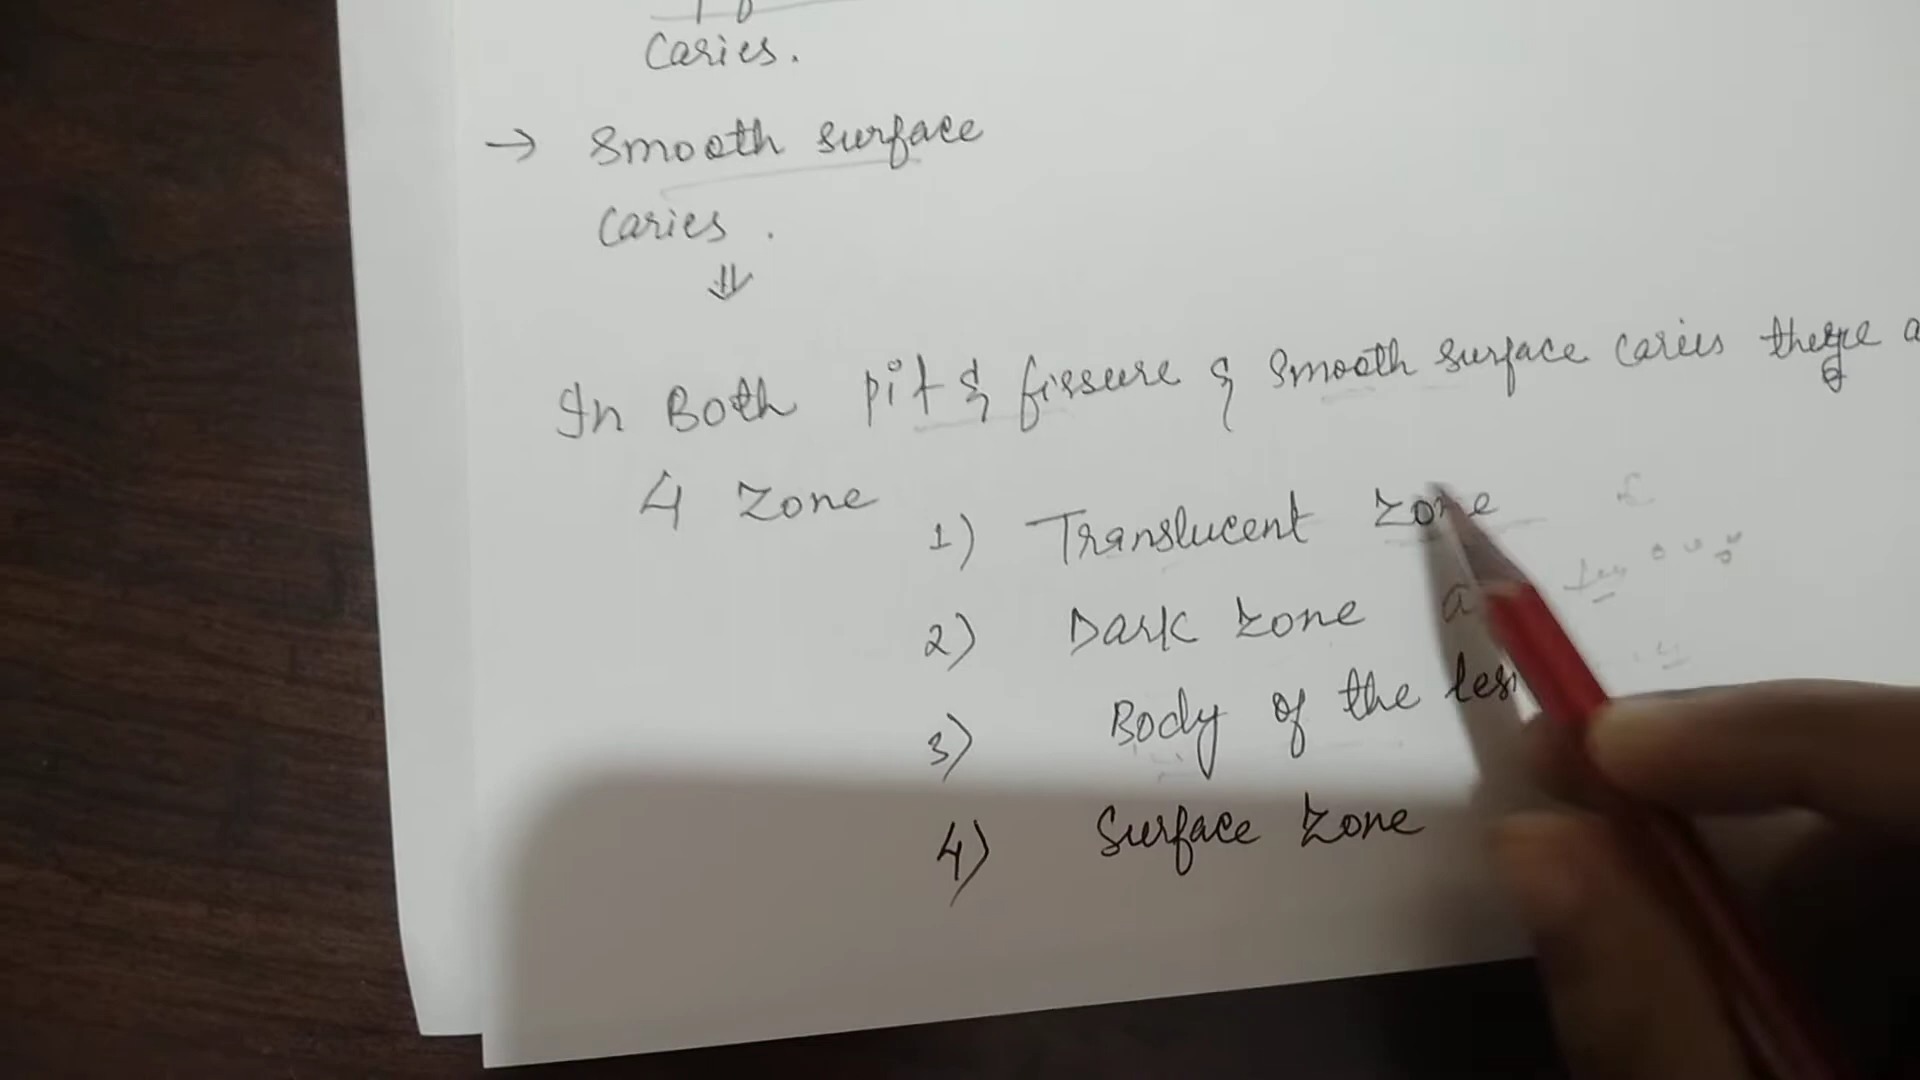 Caries.
→ Smooth surface
Caries.
⇓
In Both pit & fissure & smooth surface caries there
4 zone
1) Translucent zone
2) Dark zone
3) Body of the
4) Surface zone